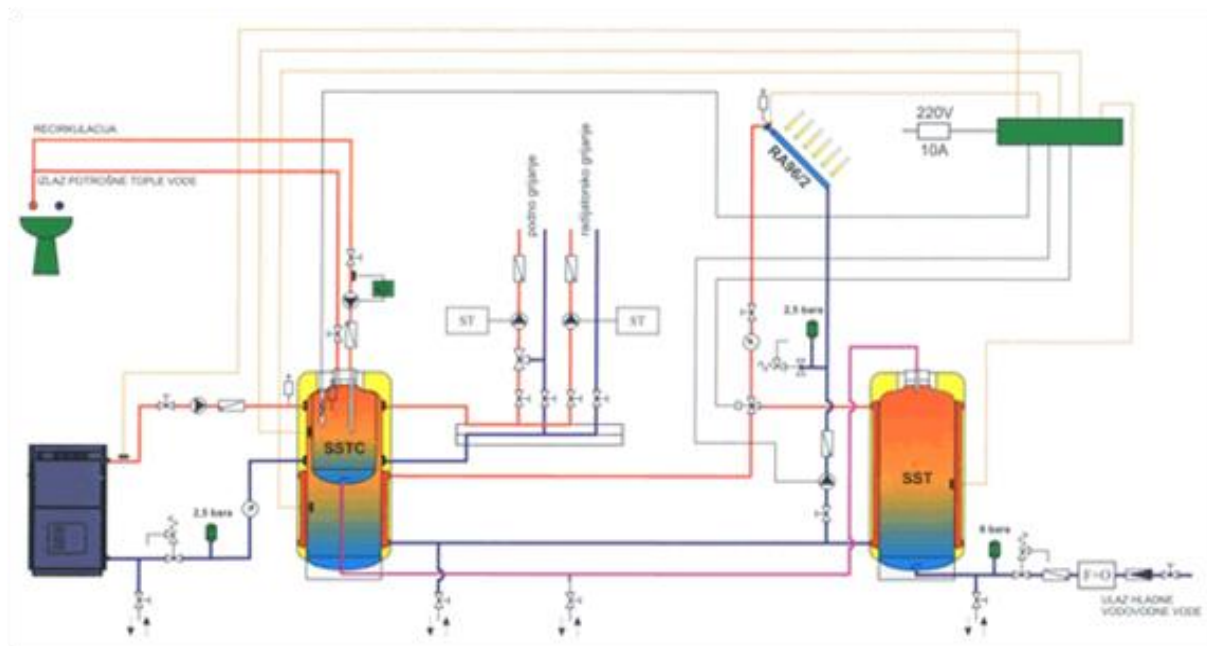 220V
10A
RECIRKULACIJA
IZLAZ POTROŠNE TOPLE VODE
podno grijanje
radijatorsko grijanje
RA96/2
ST
ST
2,5 bara
SSTC
SST
2,5 bara
6 bara
F+O
ULAZ HLADNE
VODOVODNE VODE